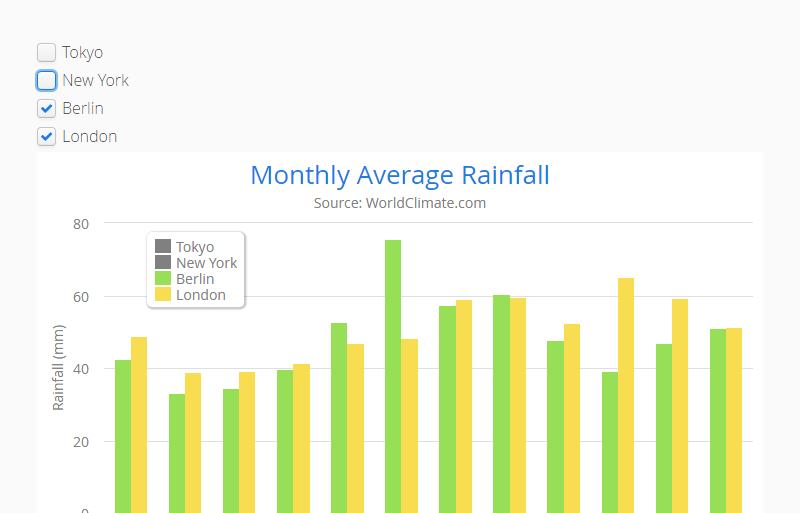 Tokyo
New York
Berlin
London
Monthly Average Rainfall
Source: WorldClimate.com
80
Tokyo
New York
Berlin
London
60
Rainfall (mm)
40
20
0